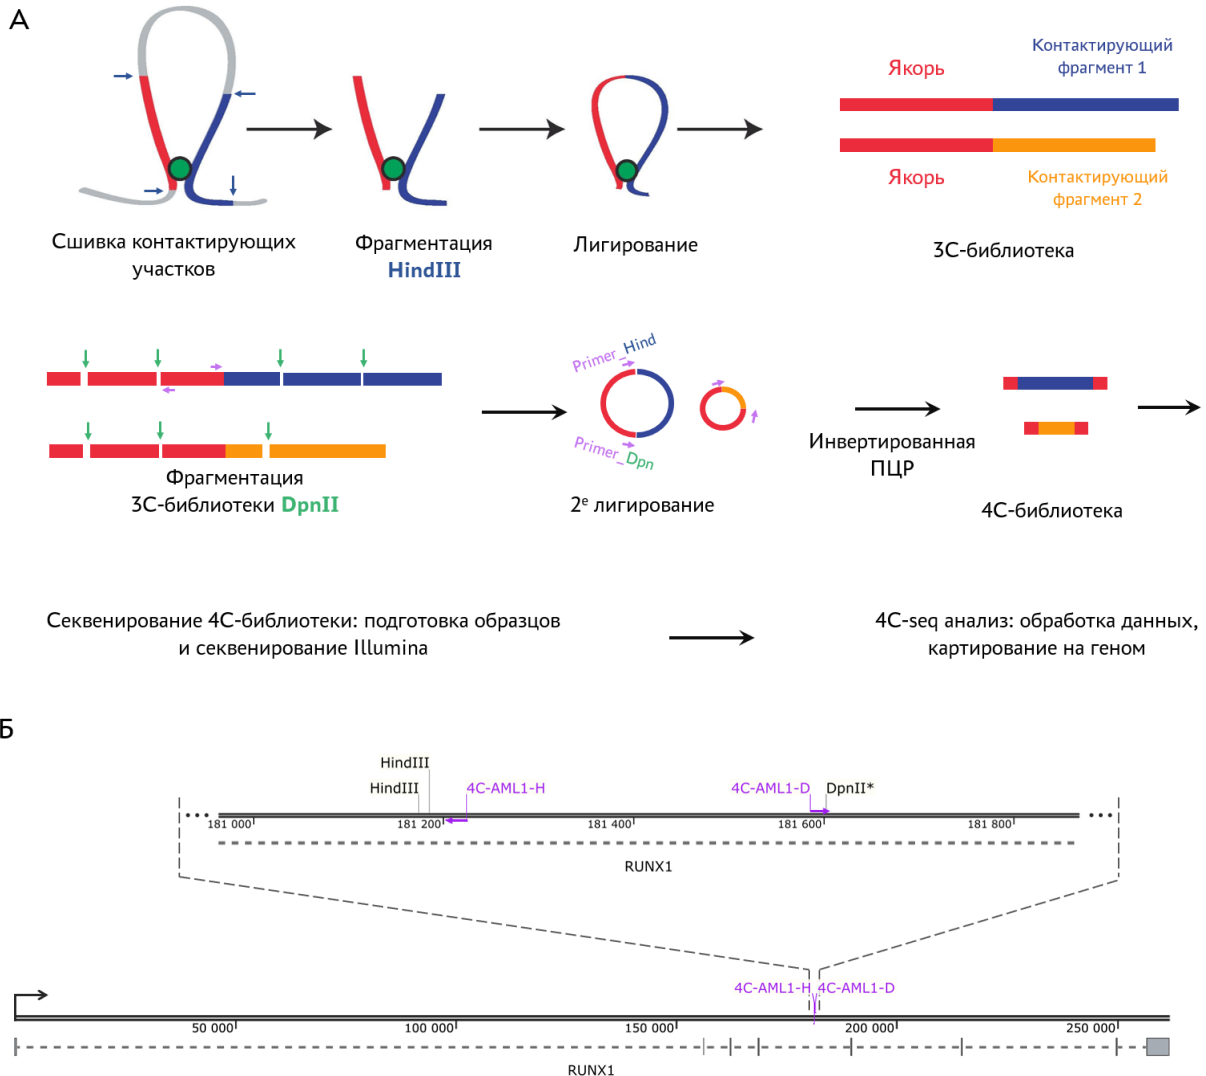 А
Якорь
Контактирующий
фрагмент 1
Якорь
Контактирующий
фрагмент 2
Сшивка контактирующих
участков
Фрагментация
HindIII
Лигирование
3С-библиотека
Primer_Hind
Primer_Dpn
Фрагментация
3С-библиотеки DpnII
2е лигирование
Инвертированная
ПЦР
4С-библиотека
Секвенирование 4С-библиотеки: подготовка образцов
и секвенирование Illumina
4C-seq анализ: обработка данных,
картирование на геном
Б
HindIII
HindIII
4C-AML1-H
4C-AML1-D
DpnII*
181 000
181 200
181 400
181 600
181 800
RUNX1
4C-AML1-H
4C-AML1-D
50 000
100 000
150 000
200 000
250 000
RUNX1